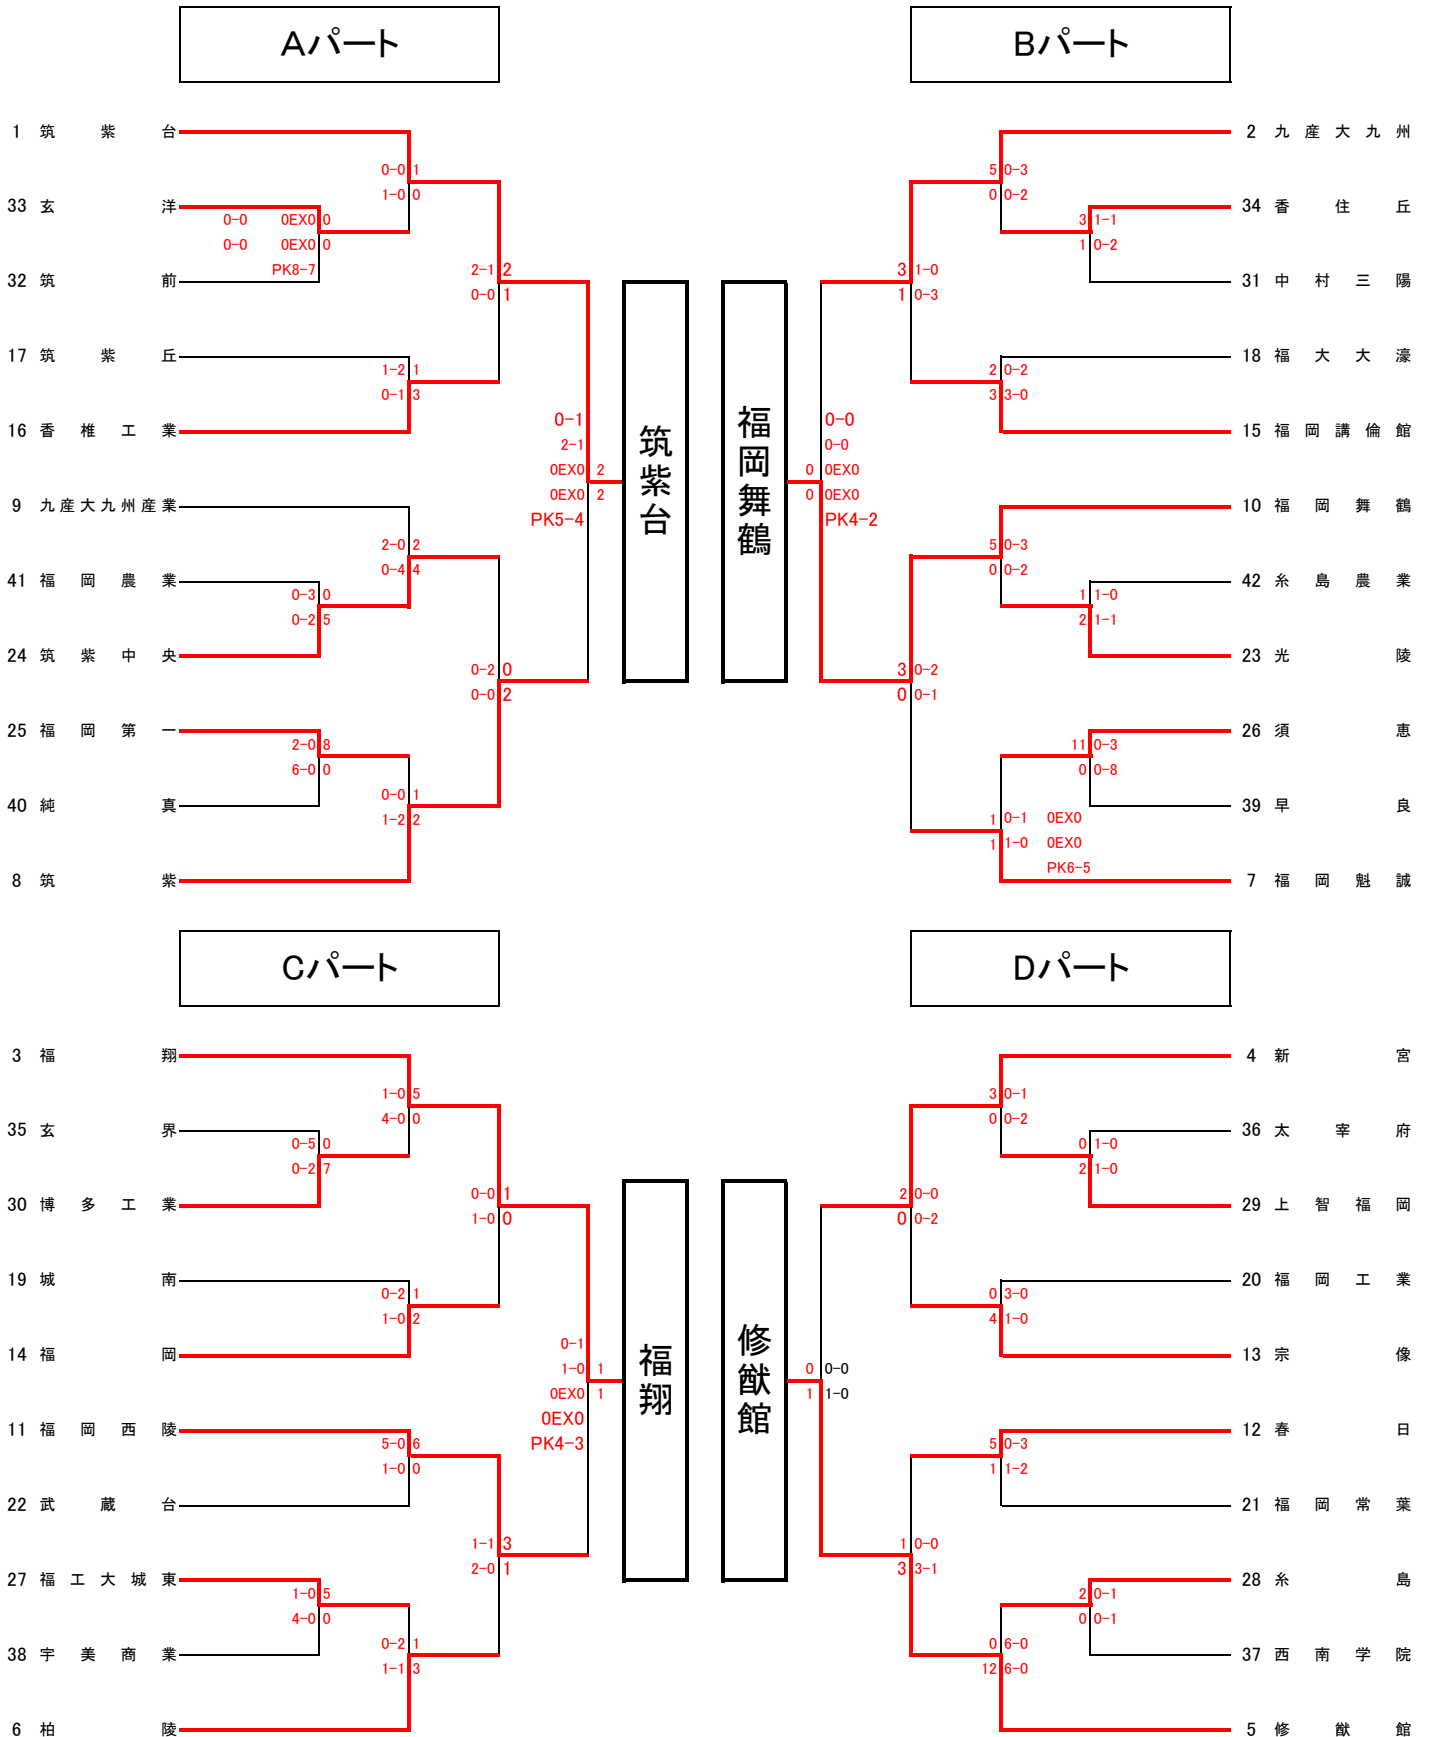 Aパート
Bパート
1 筑紫台
2 九産大九州
0-0 1
5 0-3
1-0 0
0 0-2
33 玄洋
34 香住丘
0-0 0EX0 0
3 1-1
0-0 0EX0 0
1 0-2
PK8-7
32 筑前
31 中村三陽
2-1 2
3 1-0
0-0 1
1 0-3
17 筑紫丘
18 福大大濠
1-2 1
2 0-2
0-1 3
3 3-0
16 香椎工業
15 福岡講倫館
0-1
2-1
0EX0 2
0EX0 2
PK5-4
筑紫台
福岡舞鶴
0-0
0-0
0 0EX0
0 0EX0
PK4-2
9 九産大九州産業
10 福岡舞鶴
2-0 2
5 0-3
0-4 4
0 0-2
41 福岡農業
42 糸島農業
0-3 0
1 1-0
0-2 5
2 1-1
24 筑紫中央
23 光陵
0-2 0
3 0-2
0-0 2
0 0-1
25 福岡第一
26 須恵
2-0 8
11 0-3
6-0 0
0 0-8
40 純真
39 早良
0-0 1
1 0-1 0EX0
1-2 2
1 1-0 0EX0
PK6-5
8 筑紫
7 福岡魁誠
Cパート
Dパート
3 福翔
4 新宮
1-0 5
3 0-1
4-0 0
0 0-2
35 玄界
36 太宰府
0-5 0
0 1-0
0-2 7
2 1-0
30 博多工業
29 上智福岡
0-0 1
2 0-0
1-0 0
0 0-2
19 城南
20 福岡工業
0-2 1
0 3-0
1-0 2
4 1-0
14 福岡
13 宗像
0-1
1-0 1
0EX0 1
0EX0
PK4-3
福翔
修猷館
0 0-0
1 1-0
11 福岡西陵
12 春日
5-0 6
5 0-3
1-0 0
1 1-2
22 武蔵台
21 福岡常葉
1-1 3
1 0-0
2-0 1
3 3-1
27 福工大城東
28 糸島
1-0 5
2 0-1
4-0 0
0 0-1
38 宇美商業
37 西南学院
0-2 1
0 6-0
1-1 3
12 6-0
6 柏陵
5 修猷館